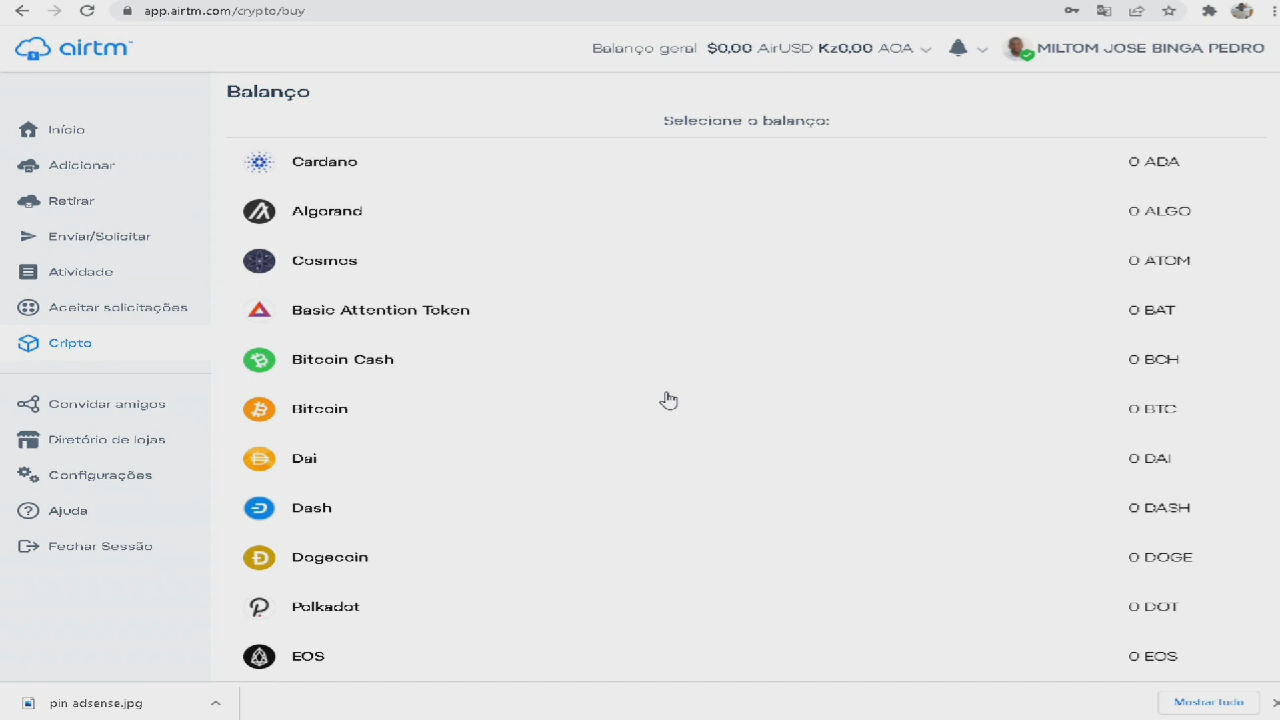 app.airtm.com/crypto/buy
airtm
Balanço geral $0,00 AirUSD Kz0,00 AOA
MILTOM JOSE BINGA PEDRO
Balanço
Selecione o balanço:
Início
Adicionar
Retirar
Enviar/Solicitar
Atividade
Aceitar solicitações
Cripto
Convidar amigos
Diretório de lojas
Configurações
Ajuda
Fechar Sessão
Cardano 0 ADA
Algorand 0 ALGO
Cosmos 0 ATOM
Basic Attention Token 0 BAT
Bitcoin Cash 0 BCH
Bitcoin 0 BTC
Dai 0 DAI
Dash 0 DASH
Dogecoin 0 DOGE
Polkadot 0 DOT
EOS 0 EOS
pin adsense.jpg
Mostrar tudo